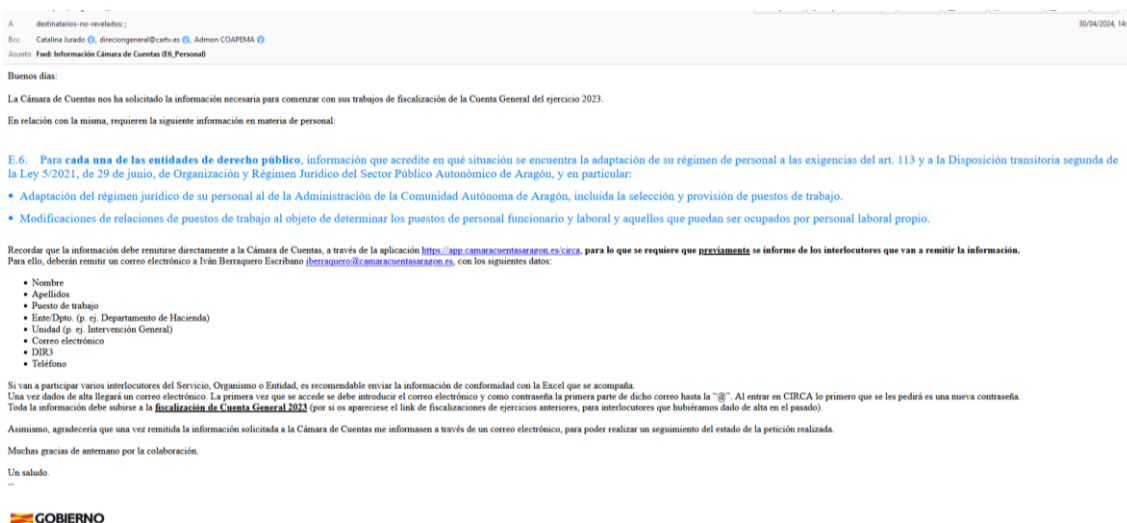 A destinatarios-no-revelados: ;
30/04/2024, 14:
Bcc Catalina Jurado, direciongeneral@cartv.es, Admon COAPEMA
Asunto Fwd: Información Cámara de Cuentas (E6_Personal)
Buenos días:
La Cámara de Cuentas nos ha solicitado la información necesaria para comenzar con sus trabajos de fiscalización de la Cuenta General del ejercicio 2023.
En relación con la misma, requieren la siguiente información en materia de personal:
E.6. Para cada una de las entidades de derecho público, información que acredite en qué situación se encuentra la adaptación de su régimen de personal a las exigencias del art. 113 y a la Disposición transitoria segunda de
la Ley 5/2021, de 29 de junio, de Organización y Régimen Jurídico del Sector Público Autonómico de Aragón, y en particular:
▪ Adaptación del régimen jurídico de su personal al de la Administración de la Comunidad Autónoma de Aragón, incluida la selección y provisión de puestos de trabajo.
▪ Modificaciones de relaciones de puestos de trabajo al objeto de determinar los puestos de personal funcionario y laboral y aquellos que puedan ser ocupados por personal laboral propio.
Recordar que la información debe remitirse directamente a la Cámara de Cuentas, a través de la aplicación https://app.camaracuentasaragon.es/circa, para lo que se requiere que previamente se informe de los interlocutores que van a remitir la información.
Para ello, deberán remitir un correo electrónico a Iván Berraquero Escribano iberraquero@camaracuentasaragon.es, con los siguientes datos:
• Nombre
• Apellidos
• Puesto de trabajo
• Ente/Dpto. (p. ej. Departamento de Hacienda)
• Unidad (p. ej. Intervención General)
• Correo electrónico
• DIR3
• Teléfono
Si van a participar varios interlocutores del Servicio, Organismo o Entidad, es recomendable enviar la información de conformidad con la Excel que se acompaña.
Una vez dados de alta llegará un correo electrónico. La primera vez que se accede se debe introducir el correo electrónico y como contraseña la primera parte de dicho correo hasta la "@". Al entrar en CIRCA lo primero que se les pedirá es una nueva contraseña.
Toda la información debe subirse a la fiscalización de Cuenta General 2023 (por si os apareciese el link de fiscalizaciones de ejercicios anteriores, para interlocutores que hubiéramos dado de alta en el pasado).
Asimismo, agradecería que una vez remitida la información solicitada a la Cámara de Cuentas me informasen a través de un correo electrónico, para poder realizar un seguimiento del estado de la petición realizada.
Muchas gracias de antemano por la colaboración.
Un saludo.
--
GOBIERNO